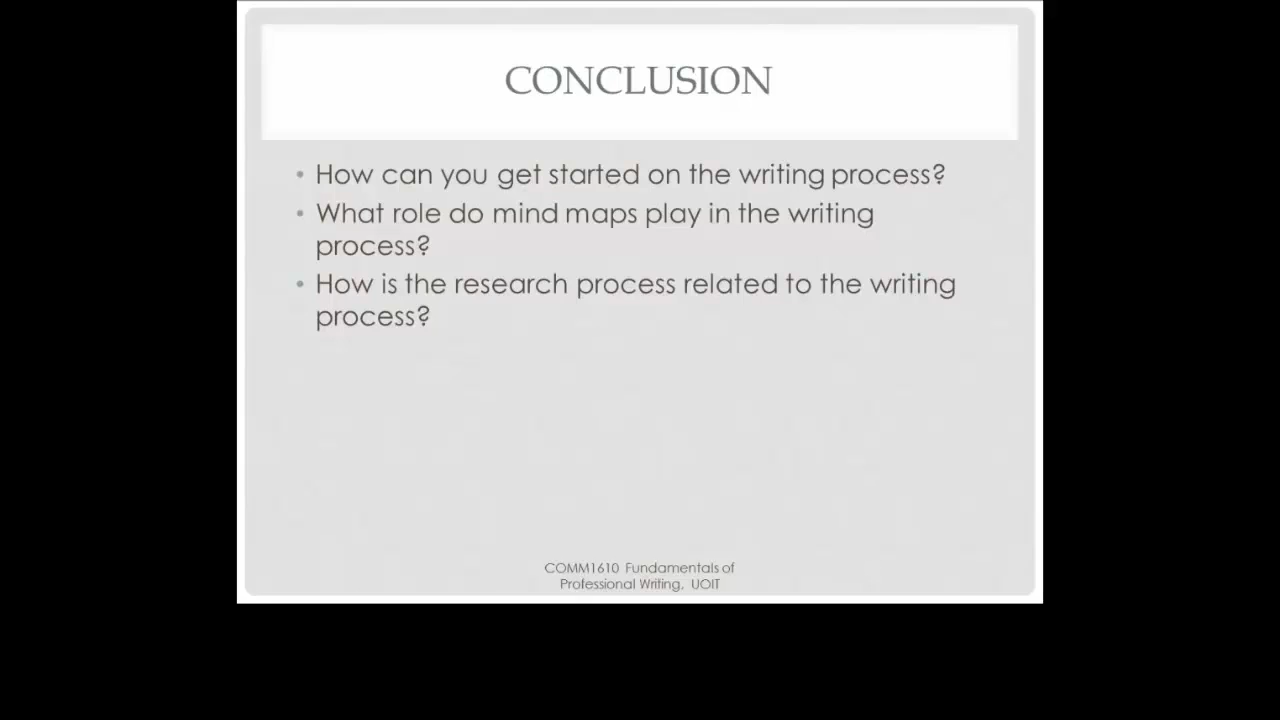 CONCLUSION
• How can you get started on the writing process?
• What role do mind maps play in the writing
process?
• How is the research process related to the writing
process?
COMM1610 Fundamentals of
Professional Writing, UOIT